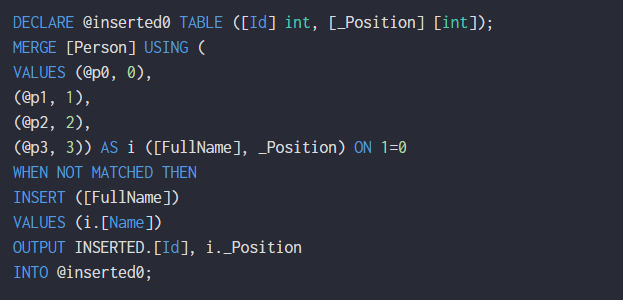 DECLARE @inserted0 TABLE ([Id] int, [_Position] [int]);
MERGE [Person] USING (
VALUES (@p0, 0),
(@p1, 1),
(@p2, 2),
(@p3, 3)) AS i ([FullName], _Position) ON 1=0
WHEN NOT MATCHED THEN
INSERT ([FullName])
VALUES (i.[Name])
OUTPUT INSERTED.[Id], i._Position
INTO @inserted0;